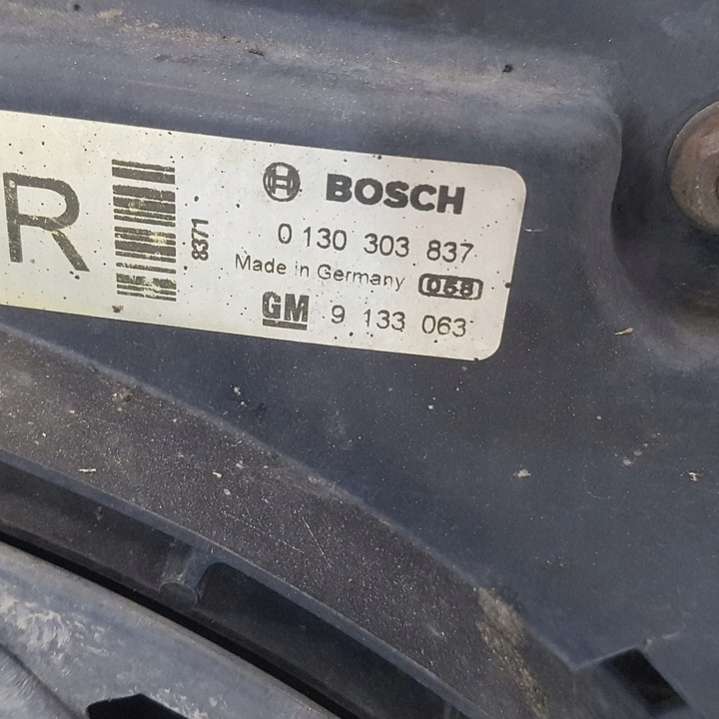 R
8371
BOSCH
0 130 303 837
Made in Germany 058
GM 9 133 063